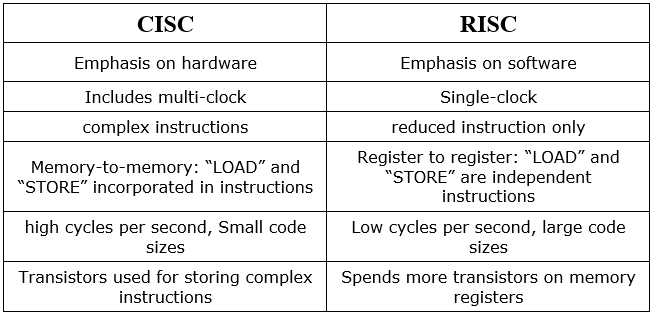 CISC
RISC
Emphasis on hardware
Emphasis on software
Includes multi-clock
Single-clock
complex instructions
reduced instruction only
Memory-to-memory: “LOAD” and
“STORE” incorporated in instructions
Register to register: “LOAD” and
“STORE” are independent
instructions
high cycles per second, Small code
sizes
Low cycles per second, large code
sizes
Transistors used for storing complex
instructions
Spends more transistors on memory
registers